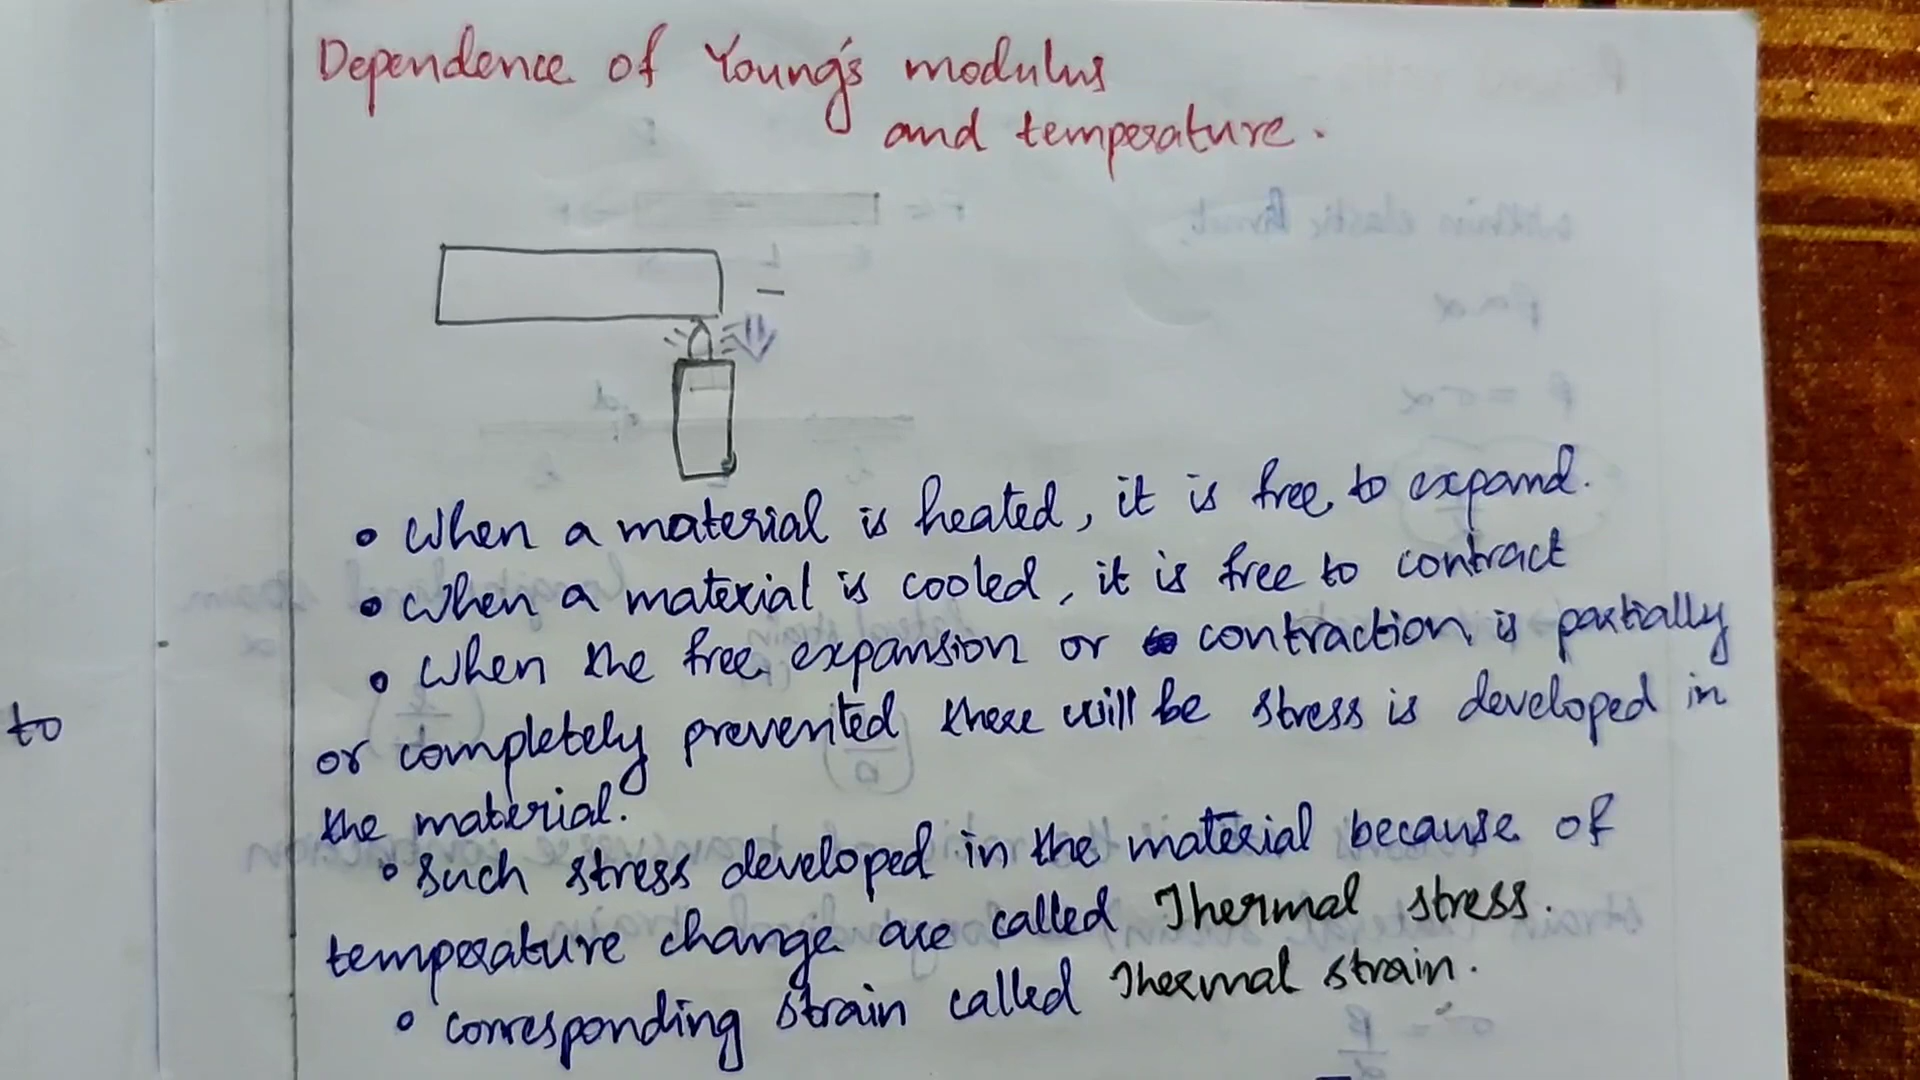 Dependence of Young's modulus
and temperature.
• When a material is heated, it is free to expand.
• When a material is cooled, it is free to contract
• When the free expansion or contraction is partially
or completely prevented there will be stress is developed in
the material.
• Such stress developed in the material because of
temperature change are called Thermal stress.
• corresponding strain called Thermal strain.
to